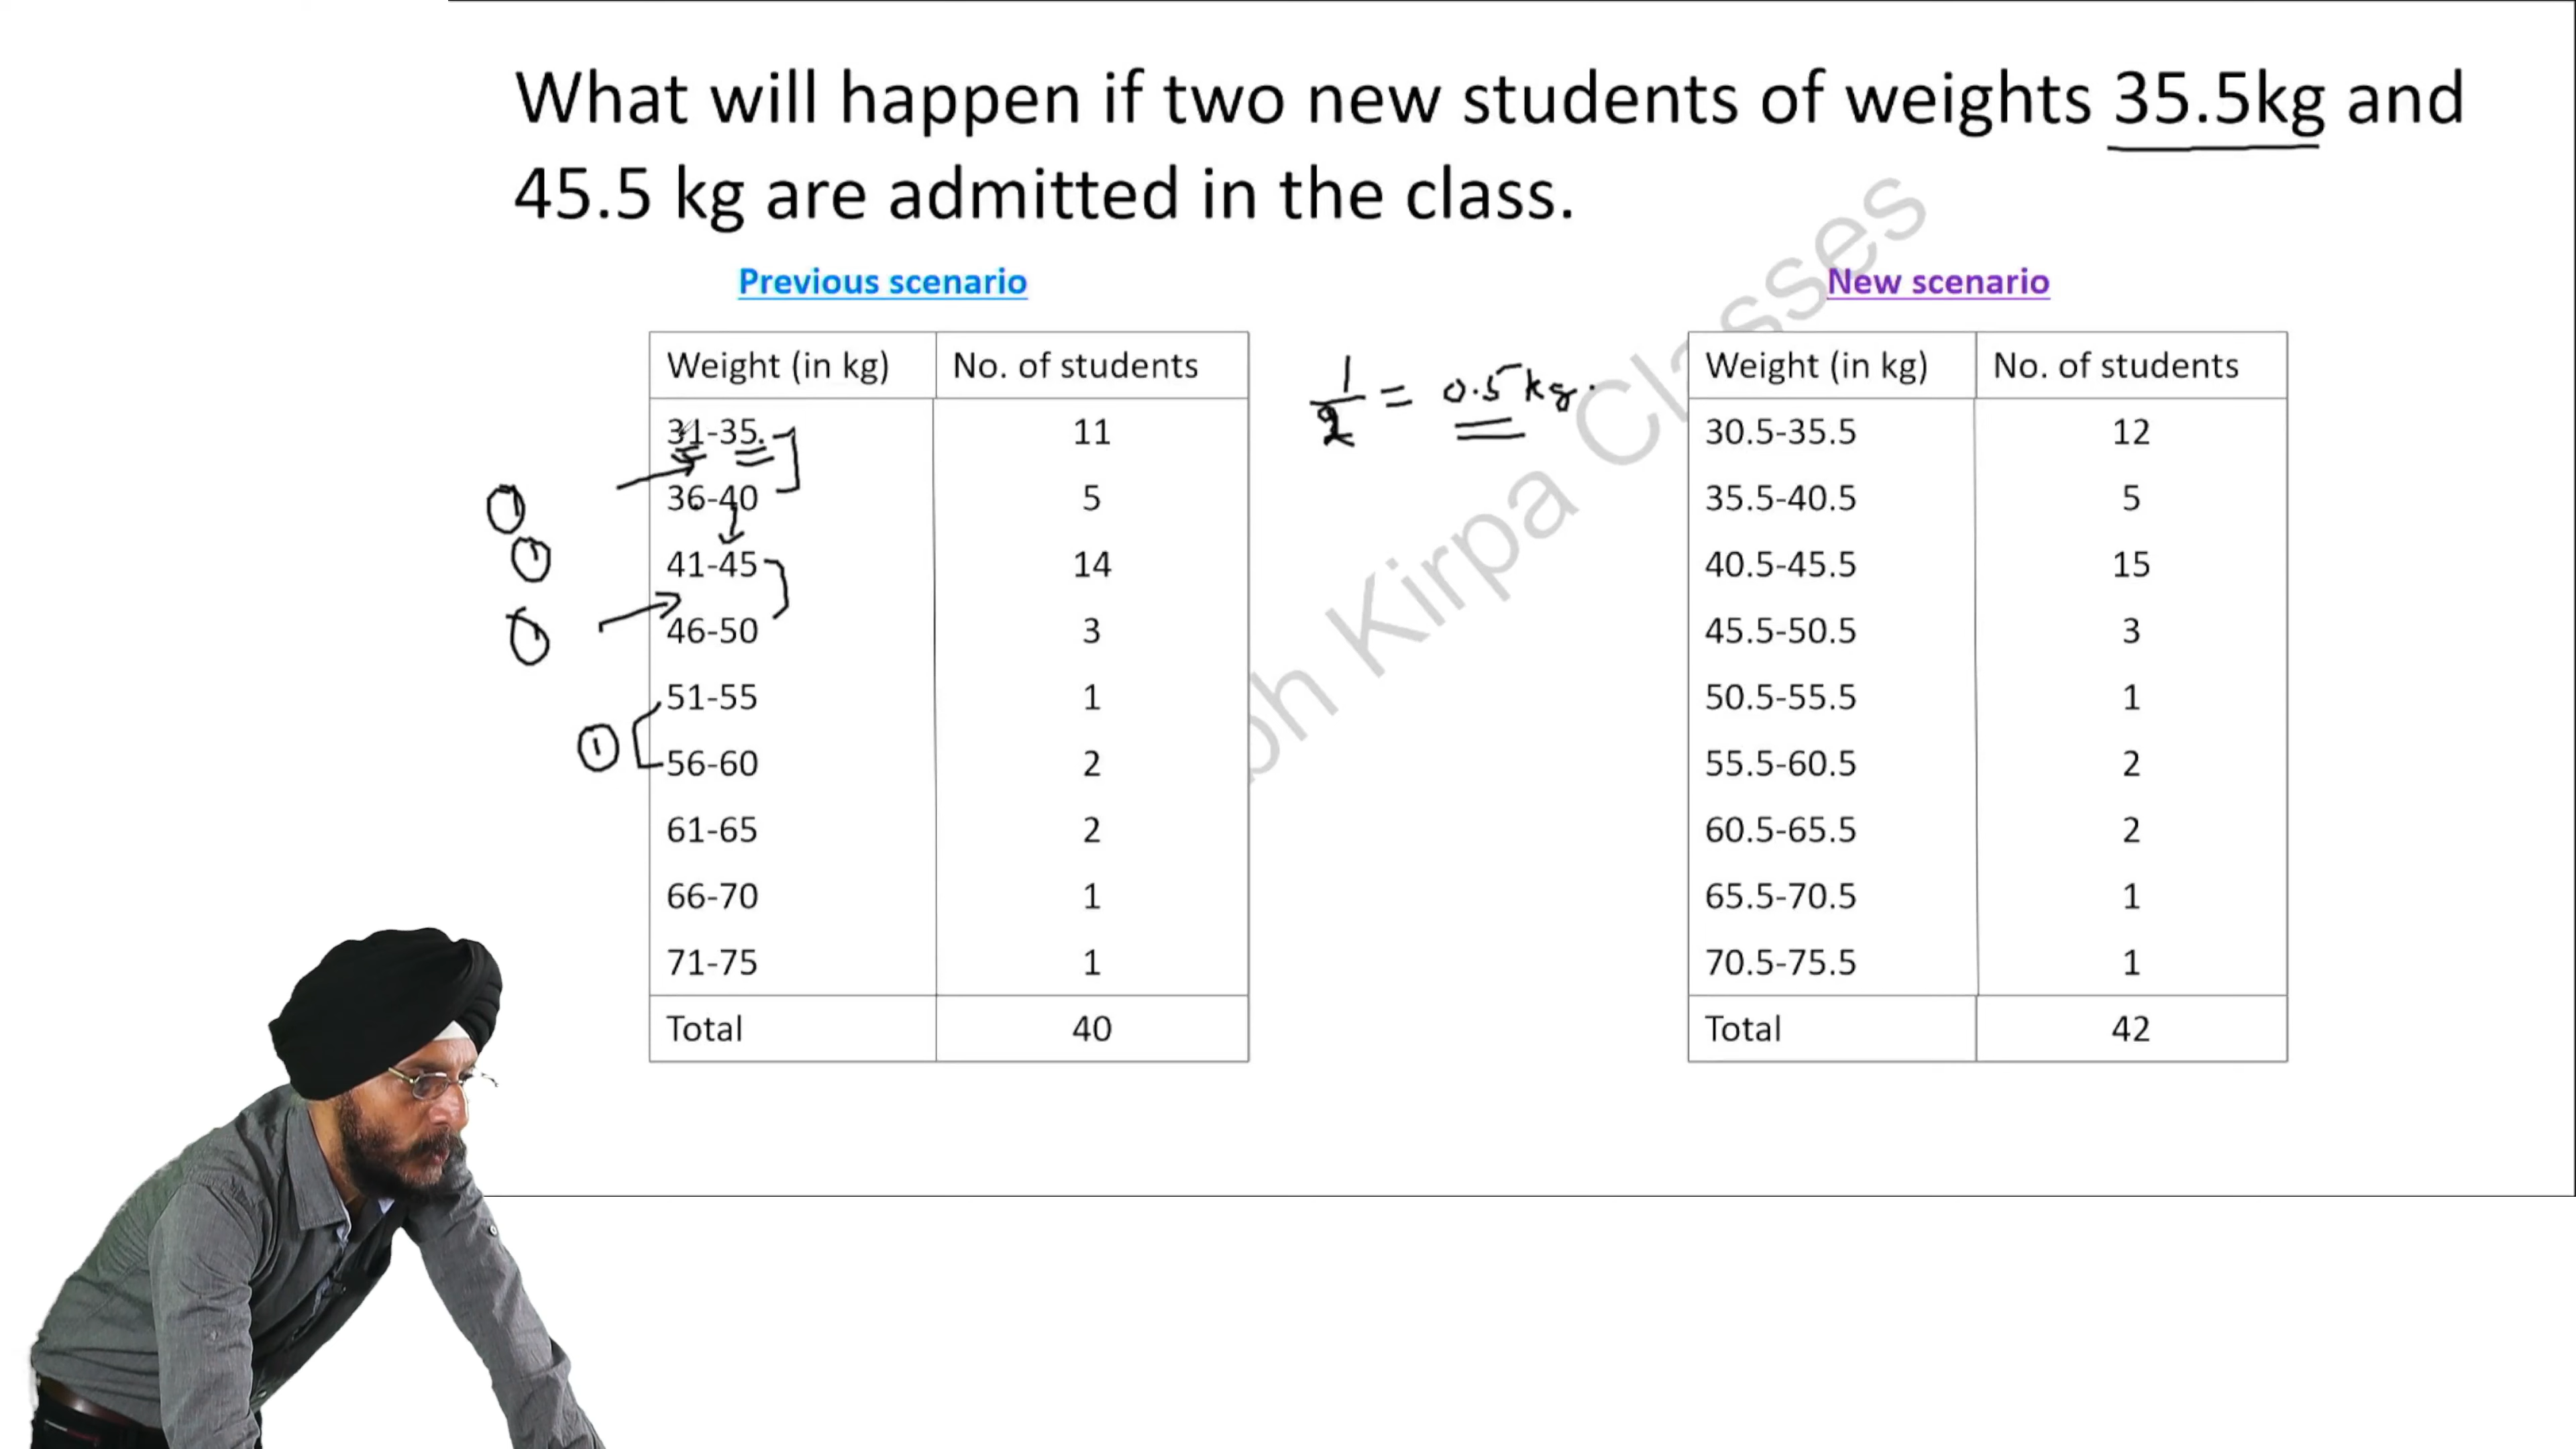 What will happen if two new students of weights 35.5kg and
45.5 kg are admitted in the class.
Previous scenario
Weight (in kg) No. of students
31-35 11
36-40 5
41-45 14
46-50 3
51-55 1
56-60 2
61-65 2
66-70 1
71-75 1
Total 40
1
1
1
1
1/2 = 0.5 kg.
New scenario
Weight (in kg) No. of students
30.5-35.5 12
35.5-40.5 5
40.5-45.5 15
45.5-50.5 3
50.5-55.5 1
55.5-60.5 2
60.5-65.5 2
65.5-70.5 1
70.5-75.5 1
Total 42
Kirpa Classes